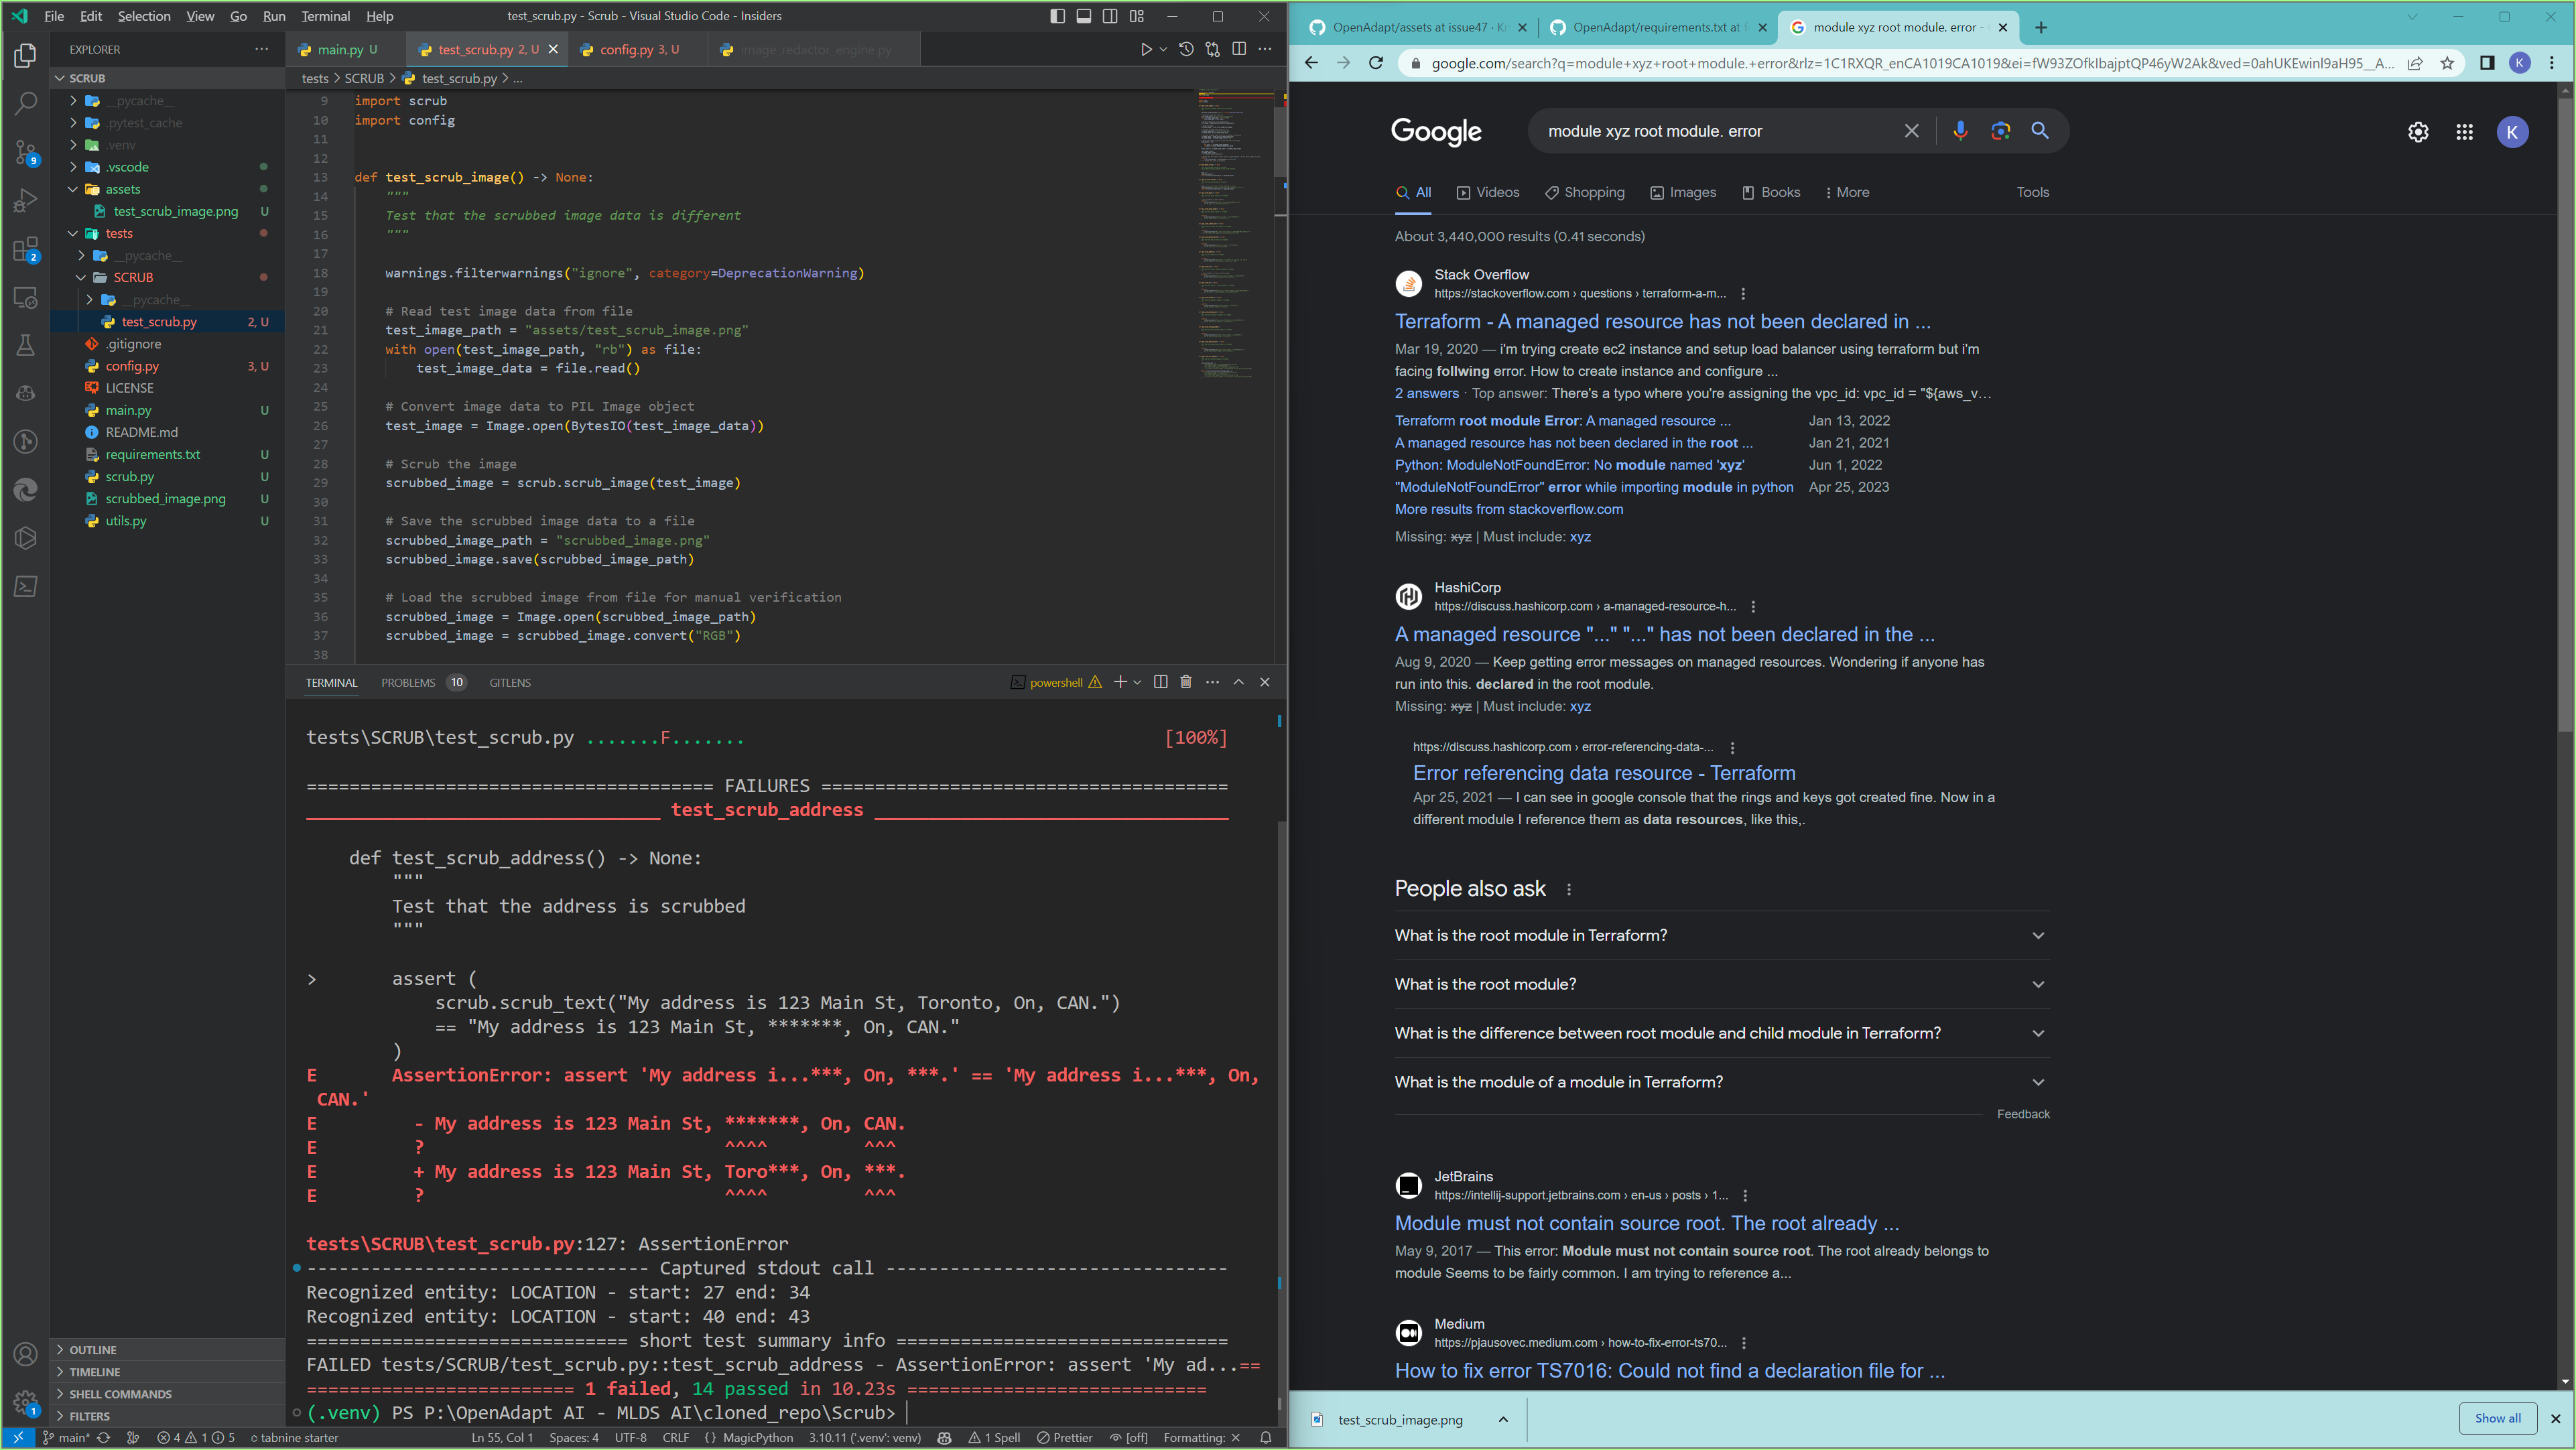 File Edit Selection View Go Run Terminal Help
test_scrub.py - Scrub - Visual Studio Code - Insiders
EXPLORER
SCRUB
__pycache__
.pytest_cache
.venv
.vscode
assets
test_scrub_image.png U
tests
__pycache__
SCRUB
__pycache__
test_scrub.py 2, U
.gitignore
config.py 3, U
LICENSE
main.py U
README.md
requirements.txt U
scrub.py U
scrubbed_image.png U
utils.py U
OUTLINE
TIMELINE
SHELL COMMANDS
FILTERS
9
2
1
main.py U
test_scrub.py 2, U
config.py 3, U
image_redactor_engine.py
tests > SCRUB > test_scrub.py > ...
9 import scrub
10 import config
11
12
13 def test_scrub_image() -> None:
14 """
15 Test that the scrubbed image data is different
16 """
17
18 warnings.filterwarnings("ignore", category=DeprecationWarning)
19
20 # Read test image data from file
21 test_image_path = "assets/test_scrub_image.png"
22 with open(test_image_path, "rb") as file:
23 test_image_data = file.read()
24
25 # Convert image data to PIL Image object
26 test_image = Image.open(BytesIO(test_image_data))
27
28 # Scrub the image
29 scrubbed_image = scrub.scrub_image(test_image)
30
31 # Save the scrubbed image data to a file
32 scrubbed_image_path = "scrubbed_image.png"
33 scrubbed_image.save(scrubbed_image_path)
34
35 # Load the scrubbed image from file for manual verification
36 scrubbed_image = Image.open(scrubbed_image_path)
37 scrubbed_image = scrubbed_image.convert("RGB")
38
TERMINAL PROBLEMS 10 GITLENS
powershell
tests\SCRUB\test_scrub.py .......F....... [100%]
====================================== FAILURES ======================================
_________________________________ test_scrub_address _________________________________
def test_scrub_address() -> None:
"""
Test that the address is scrubbed
"""
> assert (
scrub.scrub_text("My address is 123 Main St, Toronto, On, CAN.")
== "My address is 123 Main St, *******, On, CAN."
)
E AssertionError: assert 'My address i...***, On, ***.' == 'My address i...***, On,
CAN.'
E - My address is 123 Main St, *******, On, CAN.
E ? ^^^^ ^^^
E + My address is 123 Main St, Toro***, On, ***.
E ? ^^^^ ^^^
tests\SCRUB\test_scrub.py:127: AssertionError
-------------------------------- Captured stdout call --------------------------------
Recognized entity: LOCATION - start: 27 end: 34
Recognized entity: LOCATION - start: 40 end: 43
============================== short test summary info ===============================
FAILED tests/SCRUB/test_scrub.py::test_scrub_address - AssertionError: assert 'My ad...==
========================= 1 failed, 14 passed in 10.23s ============================
(.venv) PS P:\OpenAdapt AI - MLDS AI\cloned_repo\Scrub>
main* 4 1 5 tabnine starter
Ln 55, Col 1 Spaces: 4 UTF-8 CRLF {} MagicPython 3.10.11 ('.venv': venv) 1 Spell Prettier [off] Formatting: ×
OpenAdapt/assets at issue47 · Kr
OpenAdapt/requirements.txt at f
module xyz root module. error -
google.com/search?q=module+xyz+root+module.+error&rlz=1C1RXQR_enCA1019CA1019&ei=fW93ZOfkIbajptQP46yW2Ak&ved=0ahUKEwinl9aH95__A...
K
Google
module xyz root module. error
K
All Videos Shopping Images Books More Tools
About 3,440,000 results (0.41 seconds)
Stack Overflow
https://stackoverflow.com › questions › terraform-a-m...
Terraform - A managed resource has not been declared in ...
Mar 19, 2020 — i'm trying create ec2 instance and setup load balancer using terraform but i'm
facing follwing error. How to create instance and configure ...
2 answers · Top answer: There's a typo where you're assigning the vpc_id: vpc_id = "${aws_v…
Terraform root module Error: A managed resource ... Jan 13, 2022
A managed resource has not been declared in the root ... Jan 21, 2021
Python: ModuleNotFoundError: No module named 'xyz' Jun 1, 2022
"ModuleNotFoundError" error while importing module in python Apr 25, 2023
More results from stackoverflow.com
Missing: xyz | Must include: xyz
HashiCorp
https://discuss.hashicorp.com › a-managed-resource-h...
A managed resource "..." "..." has not been declared in the ...
Aug 9, 2020 — Keep getting error messages on managed resources. Wondering if anyone has
run into this. declared in the root module.
Missing: xyz | Must include: xyz
https://discuss.hashicorp.com › error-referencing-data-...
Error referencing data resource - Terraform
Apr 25, 2021 — I can see in google console that the rings and keys got created fine. Now in a
different module I reference them as data resources, like this,.
People also ask
What is the root module in Terraform?
What is the root module?
What is the difference between root module and child module in Terraform?
What is the module of a module in Terraform?
Feedback
JetBrains
https://intellij-support.jetbrains.com › en-us › posts › 1...
Module must not contain source root. The root already ...
May 9, 2017 — This error: Module must not contain source root. The root already belongs to
module Seems to be fairly common. I am trying to reference a...
Medium
https://pjausovec.medium.com › how-to-fix-error-ts70...
How to fix error TS7016: Could not find a declaration file for ...
test_scrub_image.png
Show all